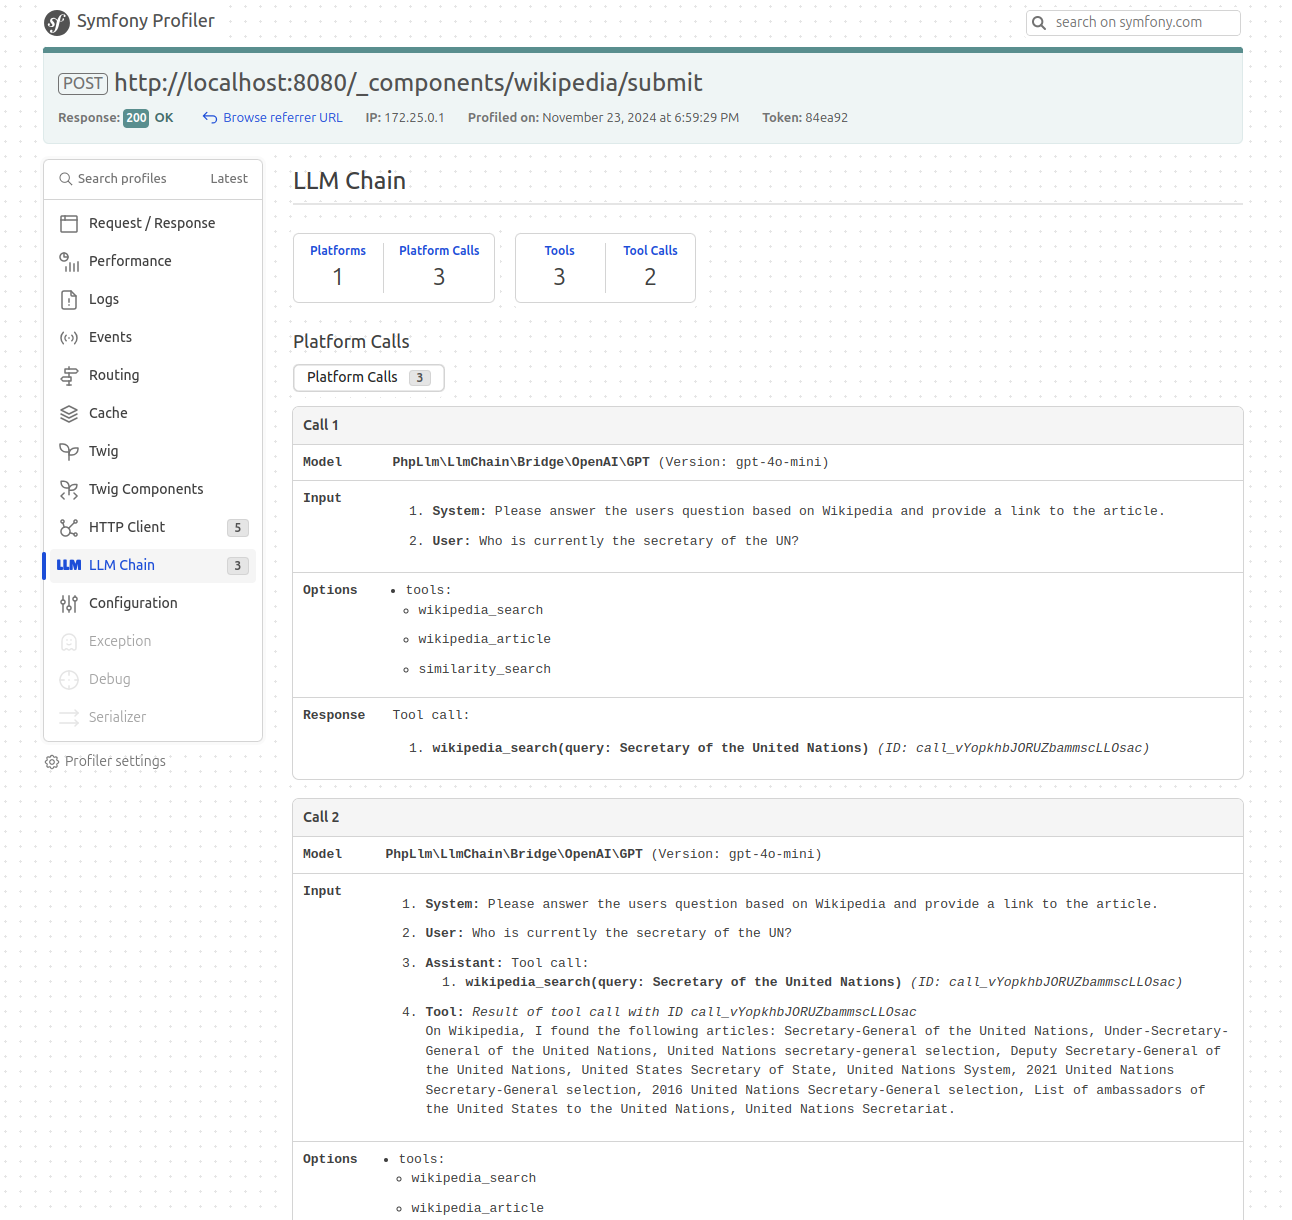 sf Symfony Profiler
search on symfony.com
POST http://localhost:8080/_components/wikipedia/submit
Response: 200 OK Browse referrer URL IP: 172.25.0.1 Profiled on: November 23, 2024 at 6:59:29 PM Token: 84ea92
Search profiles Latest
Request / Response
Performance
Logs
Events
Routing
Cache
Twig
Twig Components
HTTP Client 5
LLM LLM Chain 3
Configuration
Exception
Debug
Serializer
Profiler settings
LLM Chain
Platforms Platform Calls Tools Tool Calls
1 3 3 2
Platform Calls
Platform Calls 3
Call 1
Model PhpLlm\LlmChain\Bridge\OpenAI\GPT (Version: gpt-4o-mini)
Input
1. System: Please answer the users question based on Wikipedia and provide a link to the article.
2. User: Who is currently the secretary of the UN?
Options • tools:
◦ wikipedia_search
◦ wikipedia_article
◦ similarity_search
Response Tool call:
1. wikipedia_search(query: Secretary of the United Nations) (ID: call_vYopkhbJORUZbammscLLOsac)
Call 2
Model PhpLlm\LlmChain\Bridge\OpenAI\GPT (Version: gpt-4o-mini)
Input
1. System: Please answer the users question based on Wikipedia and provide a link to the article.
2. User: Who is currently the secretary of the UN?
3. Assistant: Tool call:
1. wikipedia_search(query: Secretary of the United Nations) (ID: call_vYopkhbJORUZbammscLLOsac)
4. Tool: Result of tool call with ID call_vYopkhbJORUZbammscLLOsac
On Wikipedia, I found the following articles: Secretary-General of the United Nations, Under-Secretary-
General of the United Nations, United Nations secretary-general selection, Deputy Secretary-General of
the United Nations, United States Secretary of State, United Nations System, 2021 United Nations
Secretary-General selection, 2016 United Nations Secretary-General selection, List of ambassadors of
the United States to the United Nations, United Nations Secretariat.
Options • tools:
◦ wikipedia_search
◦ wikipedia_article